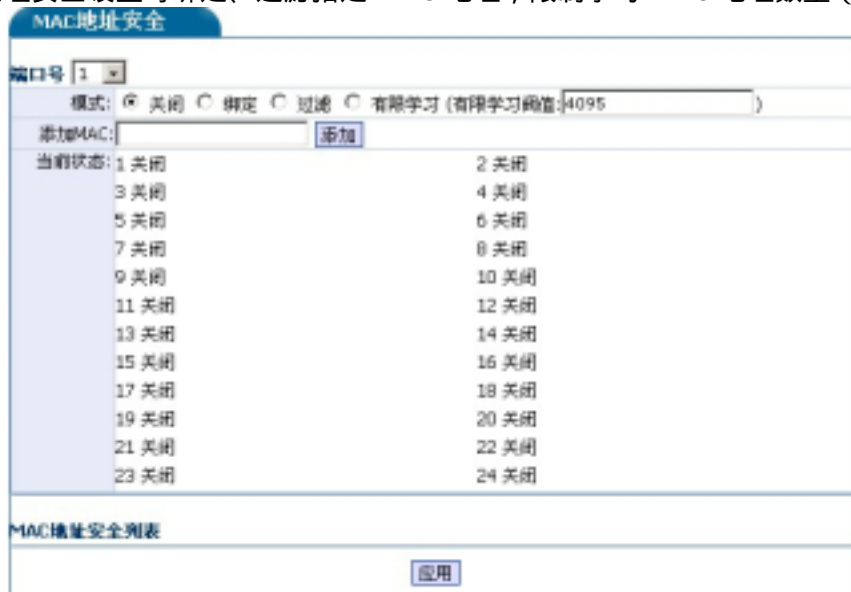 MAC地址安全
端口号 1
模式: 关闭 绑定 过滤 有限学习 (有限学习阀值:4095 )
添加MAC: 添加
当前状态: 1 关闭 2 关闭
3 关闭 4 关闭
5 关闭 6 关闭
7 关闭 8 关闭
9 关闭 10 关闭
11 关闭 12 关闭
13 关闭 14 关闭
15 关闭 16 关闭
17 关闭 18 关闭
19 关闭 20 关闭
21 关闭 22 关闭
23 关闭 24 关闭
MAC地址安全列表
应用